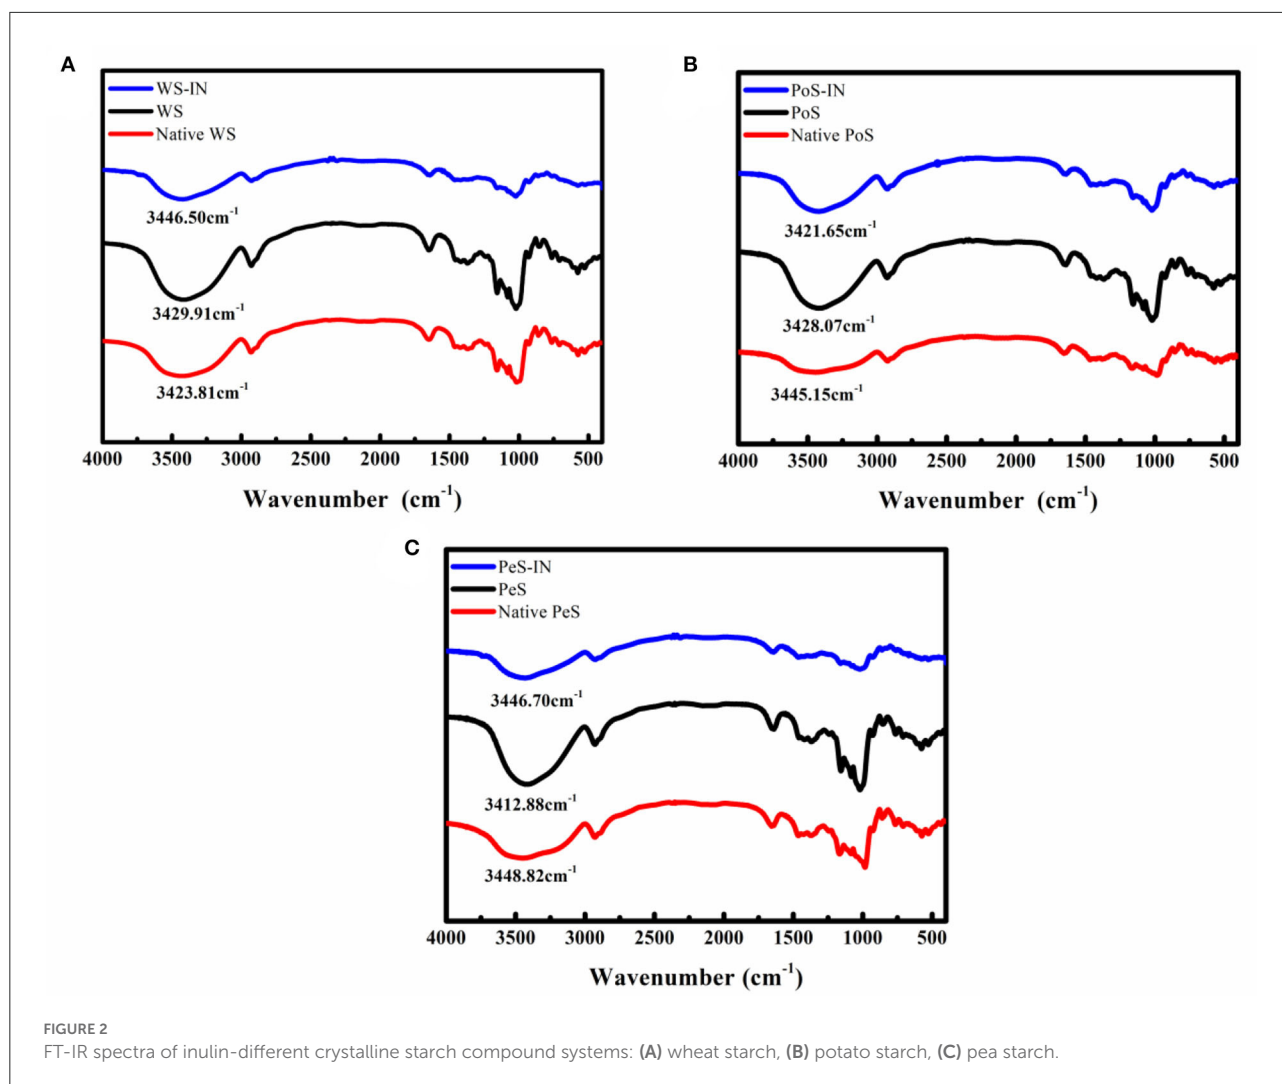 A
WS-IN
WS
Native WS
3446.50cm⁻¹
3429.91cm⁻¹
3423.81cm⁻¹
4000 3500 3000 2500 2000 1500 1000 500
Wavenumber (cm⁻¹)
B
PoS-IN
PoS
Native PoS
3421.65cm⁻¹
3428.07cm⁻¹
3445.15cm⁻¹
4000 3500 3000 2500 2000 1500 1000 500
Wavenumber (cm⁻¹)
C
PeS-IN
PeS
Native PeS
3446.70cm⁻¹
3412.88cm⁻¹
3448.82cm⁻¹
4000 3500 3000 2500 2000 1500 1000 500
Wavenumber (cm⁻¹)
FIGURE 2
FT-IR spectra of inulin-different crystalline starch compound systems: (A) wheat starch, (B) potato starch, (C) pea starch.